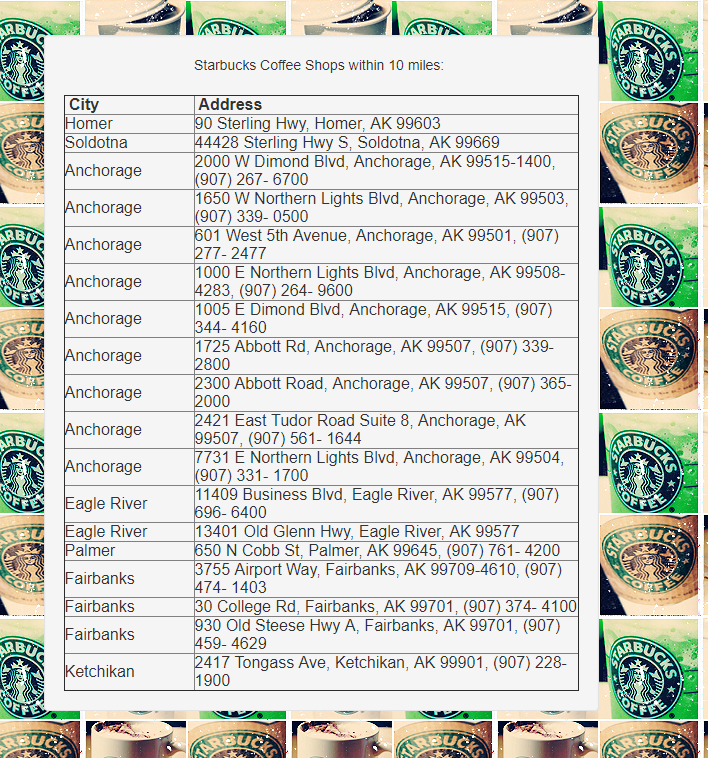 Starbucks Coffee Shops within 10 miles:
City Address
Homer 90 Sterling Hwy, Homer, AK 99603
Soldotna 44428 Sterling Hwy S, Soldotna, AK 99669
Anchorage 2000 W Dimond Blvd, Anchorage, AK 99515-1400,
(907) 267- 6700
Anchorage 1650 W Northern Lights Blvd, Anchorage, AK 99503,
(907) 339- 0500
Anchorage 601 West 5th Avenue, Anchorage, AK 99501, (907)
277- 2477
Anchorage 1000 E Northern Lights Blvd, Anchorage, AK 99508-
4283, (907) 264- 9600
Anchorage 1005 E Dimond Blvd, Anchorage, AK 99515, (907)
344- 4160
Anchorage 1725 Abbott Rd, Anchorage, AK 99507, (907) 339-
2800
Anchorage 2300 Abbott Road, Anchorage, AK 99507, (907) 365-
2000
Anchorage 2421 East Tudor Road Suite 8, Anchorage, AK
99507, (907) 561- 1644
Anchorage 7731 E Northern Lights Blvd, Anchorage, AK 99504,
(907) 331- 1700
Eagle River 11409 Business Blvd, Eagle River, AK 99577, (907)
696- 6400
Eagle River 13401 Old Glenn Hwy, Eagle River, AK 99577
Palmer 650 N Cobb St, Palmer, AK 99645, (907) 761- 4200
Fairbanks 3755 Airport Way, Fairbanks, AK 99709-4610, (907)
474- 1403
Fairbanks 30 College Rd, Fairbanks, AK 99701, (907) 374- 4100
Fairbanks 930 Old Steese Hwy A, Fairbanks, AK 99701, (907)
459- 4629
Ketchikan 2417 Tongass Ave, Ketchikan, AK 99901, (907) 228-
1900
STARBUCKS
COFFEE